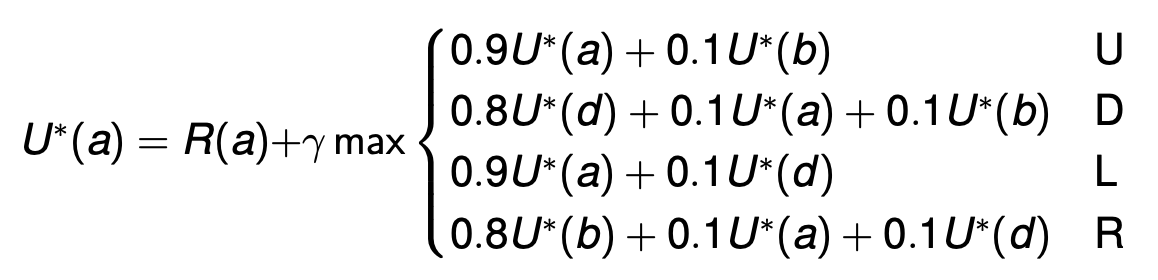 0.9U*(a) + 0.1U*(b) U
0.8U*(d) + 0.1U*(a) + 0.1U*(b) D
U*(a) = R(a)+γ max {
0.9U*(a) + 0.1U*(d) L
0.8U*(b) + 0.1U*(a) + 0.1U*(d) R